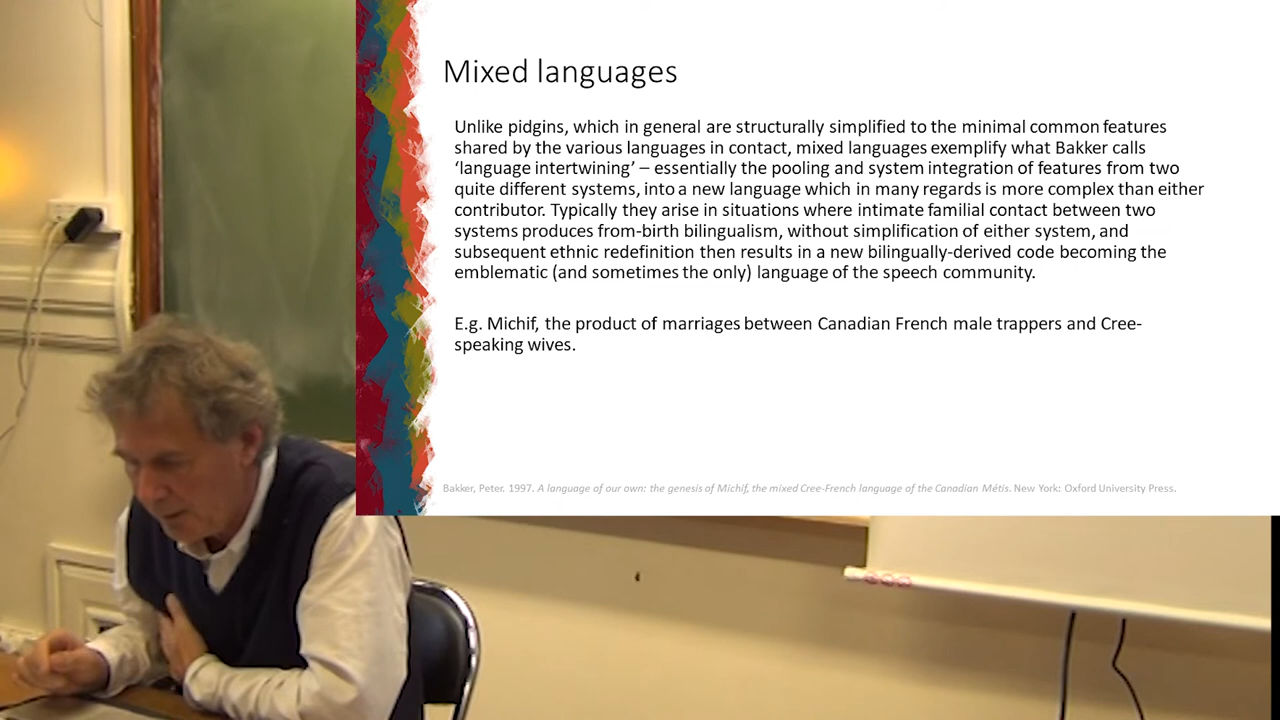 Mixed languages
Unlike pidgins, which in general are structurally simplified to the minimal common features
shared by the various languages in contact, mixed languages exemplify what Bakker calls
‘language intertwining’ – essentially the pooling and system integration of features from two
quite different systems, into a new language which in many regards is more complex than either
contributor. Typically they arise in situations where intimate familial contact between two
systems produces from-birth bilingualism, without simplification of either system, and
subsequent ethnic redefinition then results in a new bilingually-derived code becoming the
emblematic (and sometimes the only) language of the speech community.
E.g. Michif, the product of marriages between Canadian French male trappers and Cree-
speaking wives.
Bakker, Peter. 1997. A language of our own: the genesis of Michif, the mixed Cree-French language of the Canadian Métis. New York: Oxford University Press.